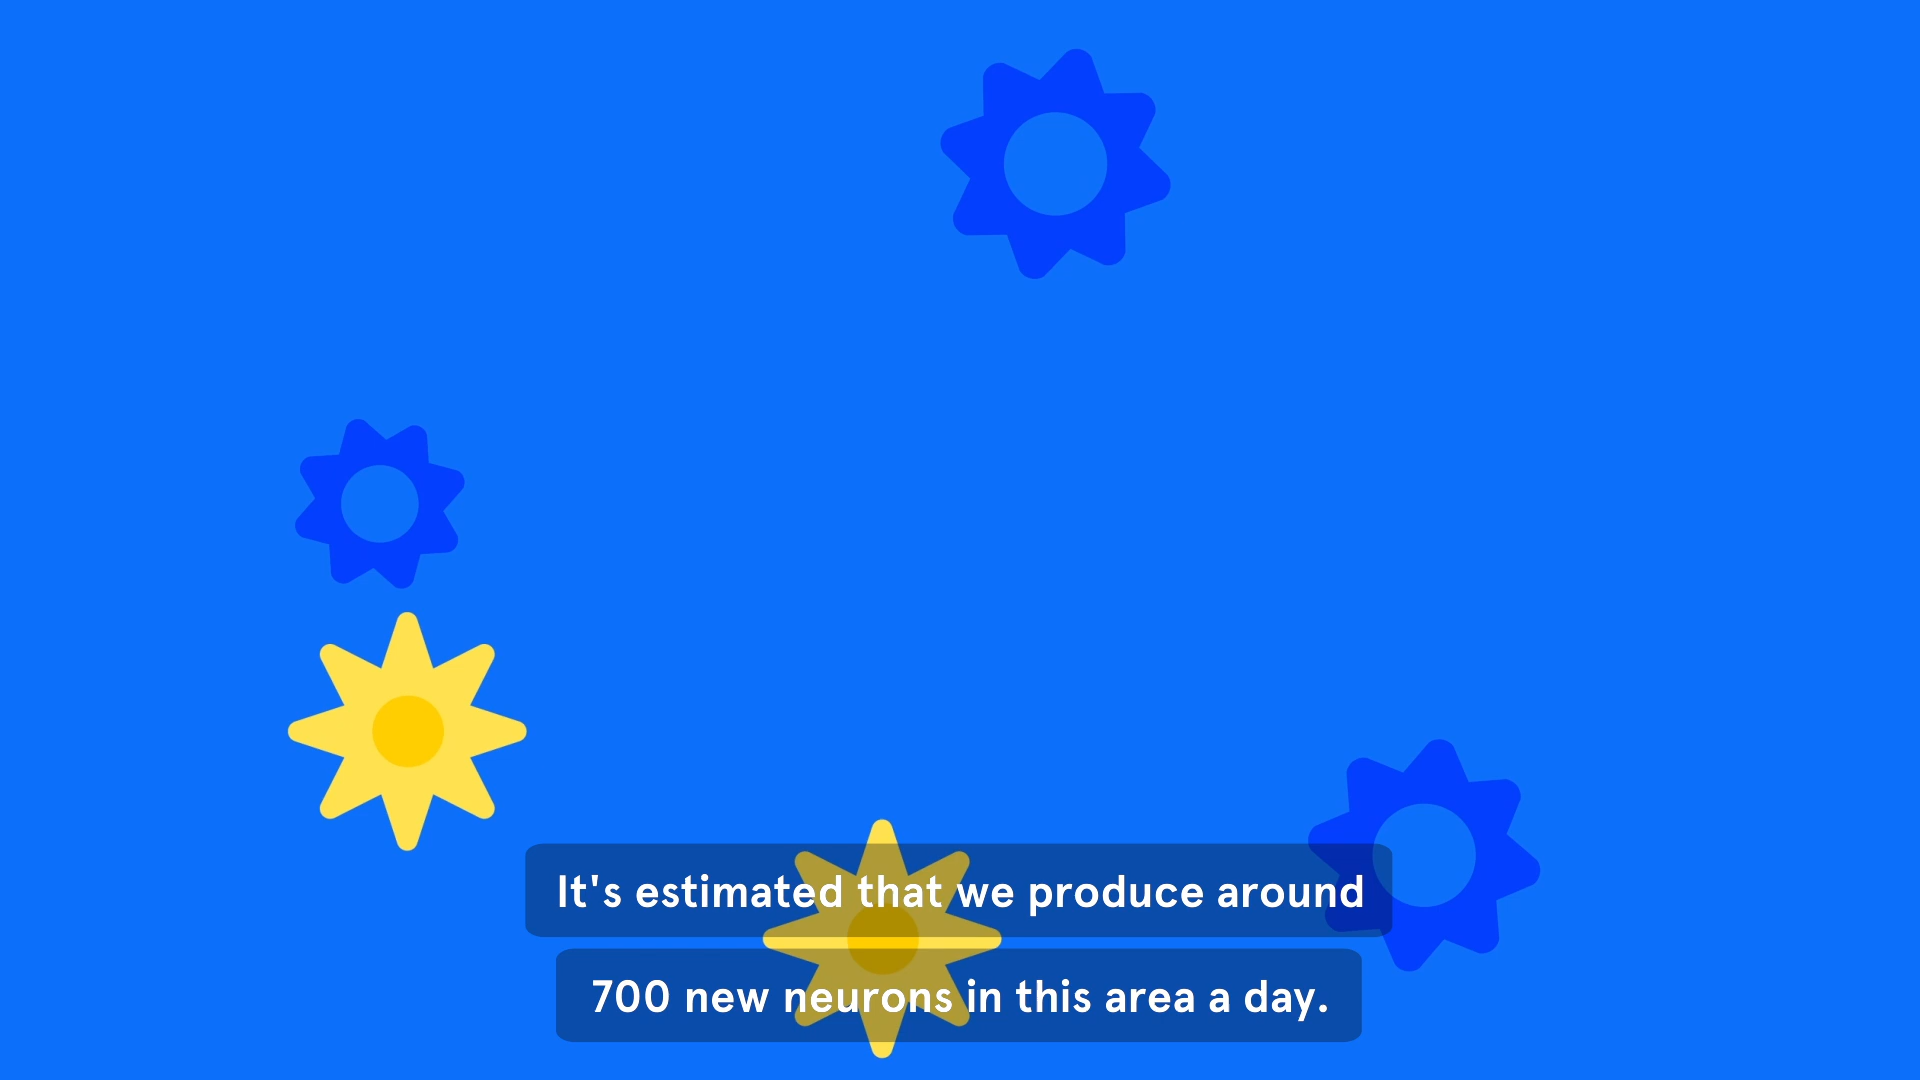 It's estimated that we produce around
700 new neurons in this area a day.